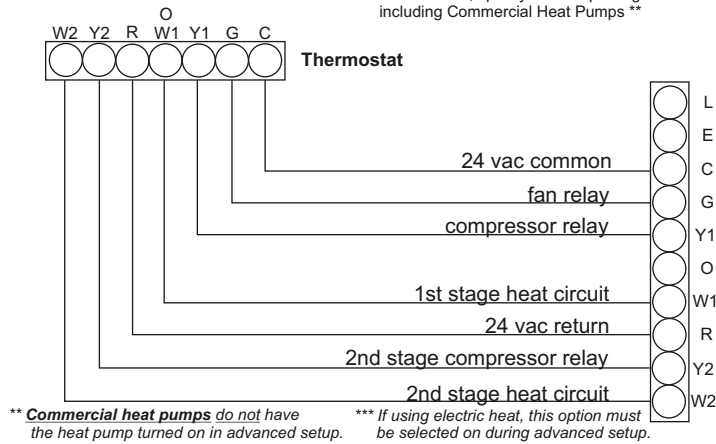 including Commercial Heat Pumps **
O
W2 Y2 R W1 Y1 G C
Thermostat
L
E
24 vac common C
fan relay G
compressor relay Y1
O
1st stage heat circuit W1
24 vac return R
2nd stage compressor relay Y2
2nd stage heat circuit W2
** Commercial heat pumps do not have
the heat pump turned on in advanced setup.
*** If using electric heat, this option must
be selected on during advanced setup.